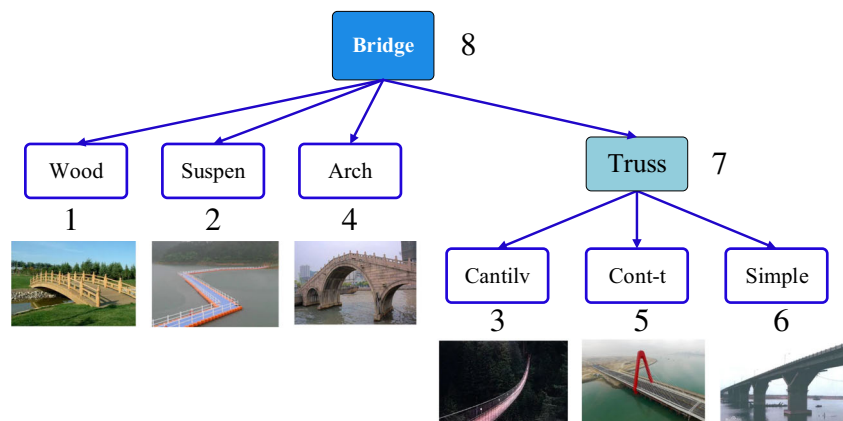 Bridge 8
Wood Suspen Arch Truss 7
1 2 4
Cantilv Cont-t Simple
3 5 6